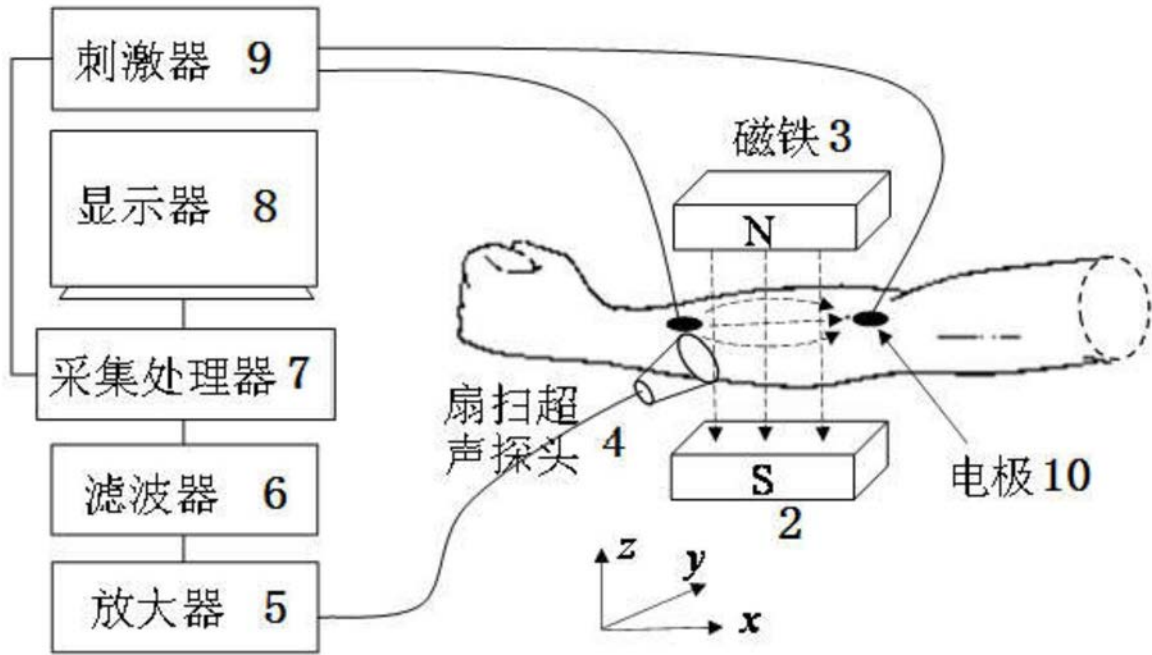 刺激器 9
显示器 8
采集处理器 7
滤波器 6
放大器 5
磁铁 3
N
扇扫超
声探头 4
S
2
电极 10
z
y
x